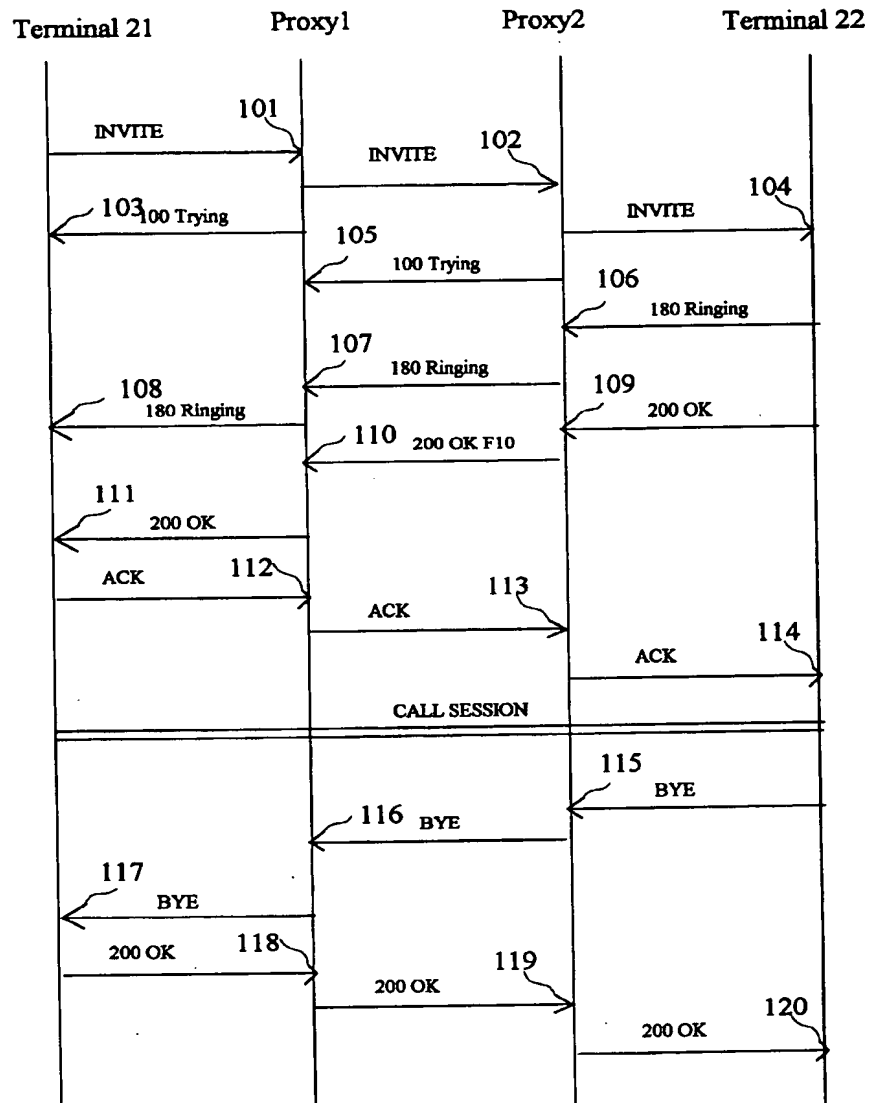 Terminal 21 Proxy1 Proxy2 Terminal 22
101
INVITE
102
INVITE
103
100 Trying
104
INVITE
105
100 Trying
106
180 Ringing
107
180 Ringing
108
180 Ringing
109
200 OK
110
200 OK F10
111
200 OK
112
ACK
113
ACK
114
ACK
CALL SESSION
115
BYE
116
BYE
117
BYE
118
200 OK
119
200 OK
120
200 OK